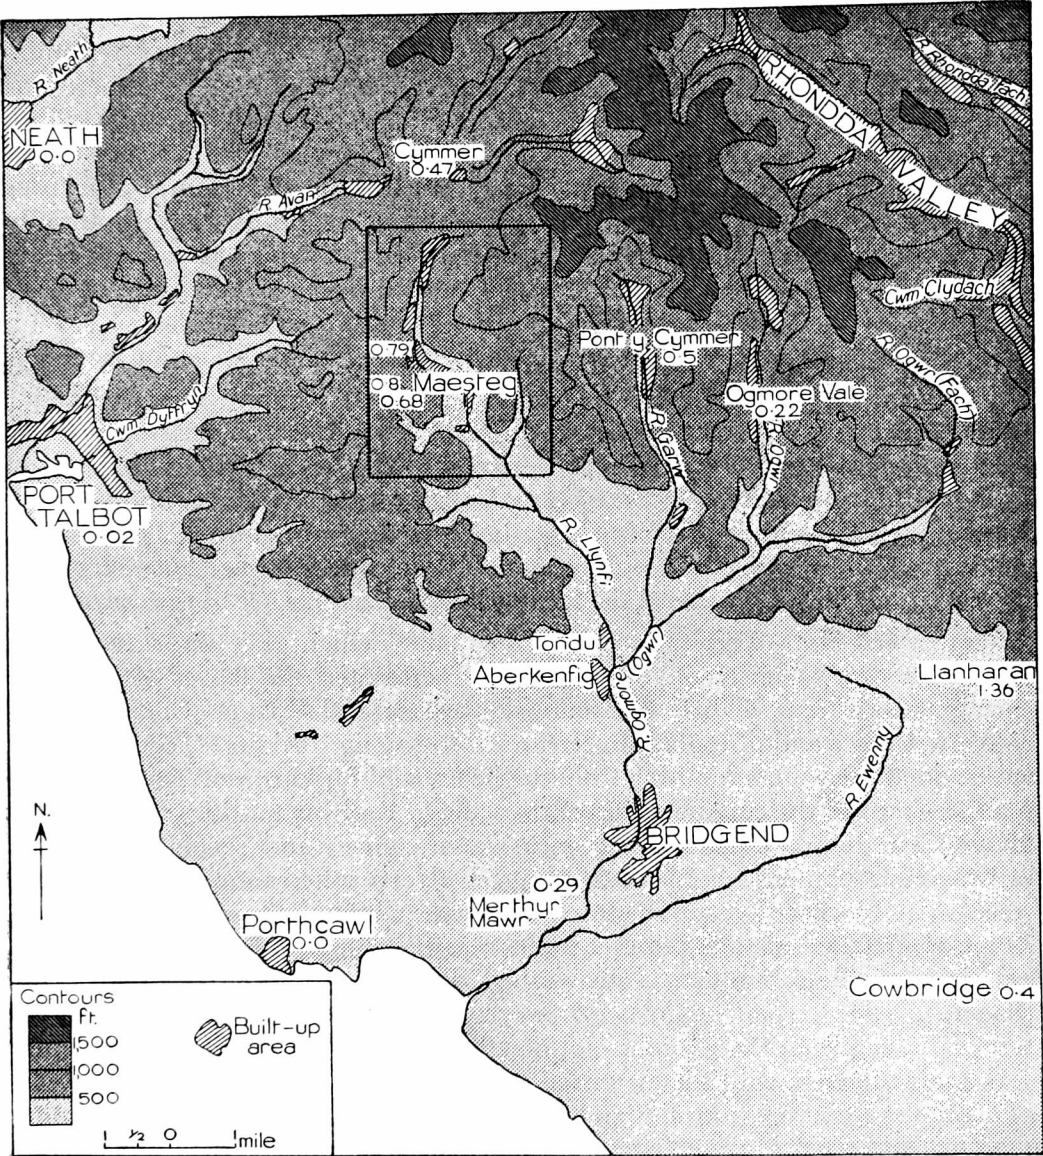 R. Neath
NEATH
0·0
Cymmer
0·47
R. Avan
RHONDDA
VALLEY
R. Rhondda Fach
Cwm Clydach
0·79
0·8 Maesteg
0·68
Pont y Cymmer
0·5
Ogmore Vale
0·22
R. Ogwr (Fach)
R. Garw
R. Ogwr
Cwm Dyffryn
PORT
TALBOT
0·02
R. Llynfi
Tondu
Aberkenfig
R. Ogmore (Ogwr)
Llanharan
1·36
R. Ewenny
N.
BRIDGEND
0·29
Merthyr
Mawr
Porthcawl
0·0
Cowbridge 0·4
Contours
ft.
1,500
1,000
500
Built-up
area
1 ½ 0 1 mile